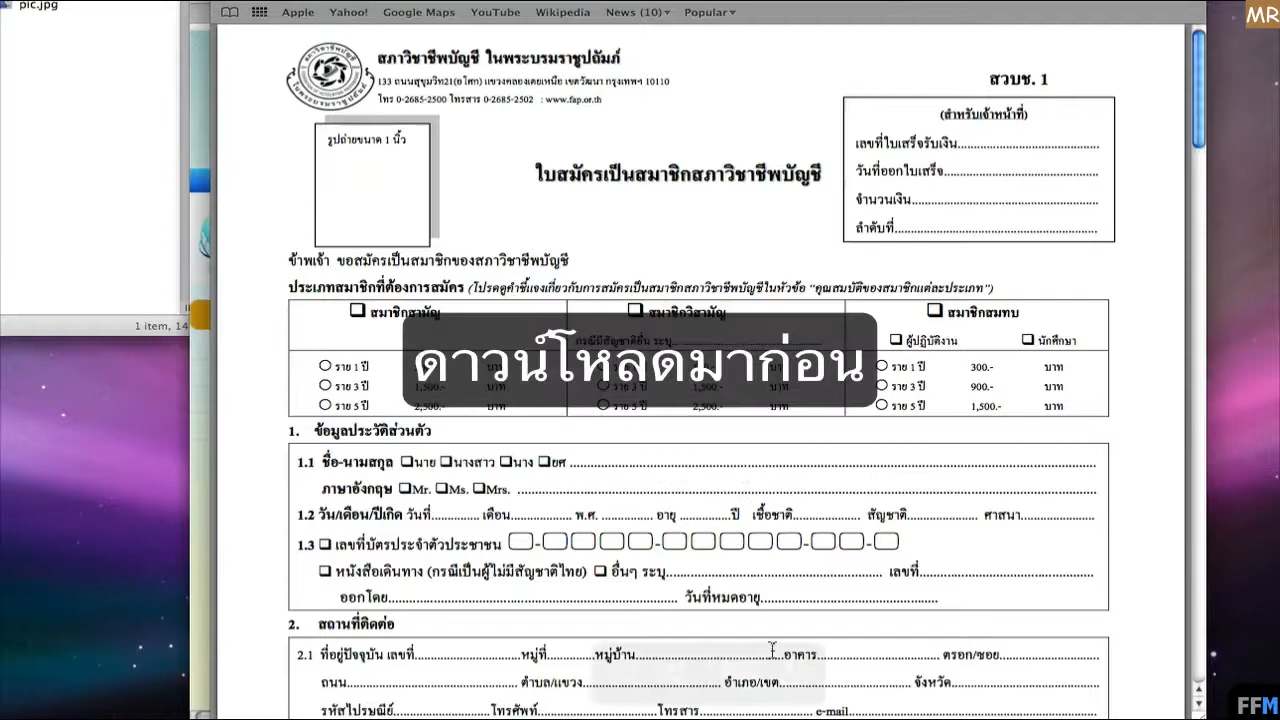 pic.jpg
Apple Yahoo! Google Maps YouTube Wikipedia News (10) Popular
MR
สภาวิชาชีพบัญชี ในพระบรมราชูปถัมภ์
133 ถนนสุขุมวิท21(อโศก) แขวงคลองเตยเหนือ เขตวัฒนา กรุงเทพฯ 10110
โทร 0-2685-2500 โทรสาร 0-2685-2502 : www.fap.or.th
สวบช. 1
(สำหรับเจ้าหน้าที่)
เลขที่ใบเสร็จรับเงิน
วันที่ออกใบเสร็จ
จำนวนเงิน
ลำดับที่
รูปถ่ายขนาด 1 นิ้ว
ใบสมัครเป็นสมาชิกสภาวิชาชีพบัญชี
ข้าพเจ้า ขอสมัครเป็นสมาชิกของสภาวิชาชีพบัญชี
ประเภทสมาชิกที่ต้องการสมัคร (โปรดดูคำชี้แจงเกี่ยวกับการสมัครเป็นสมาชิกสภาวิชาชีพบัญชีในหัวข้อ "คุณสมบัติของสมาชิกแต่ละประเภท")
สมาชิกสามัญ สมาชิกวิสามัญ สมาชิกสมทบ
กรณีมีสัญชาติอื่น ระบุ ผู้ปฏิบัติงาน นักศึกษา
ราย 1 ปี ราย 1 ปี 300.- บาท
ราย 3 ปี 1,500.- บาท ราย 3 ปี 1,500.- บาท ราย 3 ปี 900.- บาท
ราย 5 ปี 2,500.- บาท ราย 5 ปี 2,500.- บาท ราย 5 ปี 1,500.- บาท
ดาวน์โหลดมาก่อน
1 item, 14
1. ข้อมูลประวัติส่วนตัว
1.1 ชื่อ-นามสกุล นาย นางสาว นาง ยศ
ภาษาอังกฤษ Mr. Ms. Mrs.
1.2 วัน/เดือน/ปีเกิด วันที่ เดือน พ.ศ. อายุ ปี เชื้อชาติ สัญชาติ ศาสนา
1.3 เลขที่บัตรประจำตัวประชาชน
หนังสือเดินทาง (กรณีเป็นผู้ไม่มีสัญชาติไทย) อื่นๆ ระบุ เลขที่
ออกโดย วันที่หมดอายุ
2. สถานที่ติดต่อ
2.1 ที่อยู่ปัจจุบัน เลขที่ หมู่ที่ หมู่บ้าน อาคาร ตรอก/ซอย
ถนน ตำบล/แขวง อำเภอ/เขต จังหวัด
รหัสไปรษณีย์ โทรศัพท์ โทรสาร e-mail
FFM